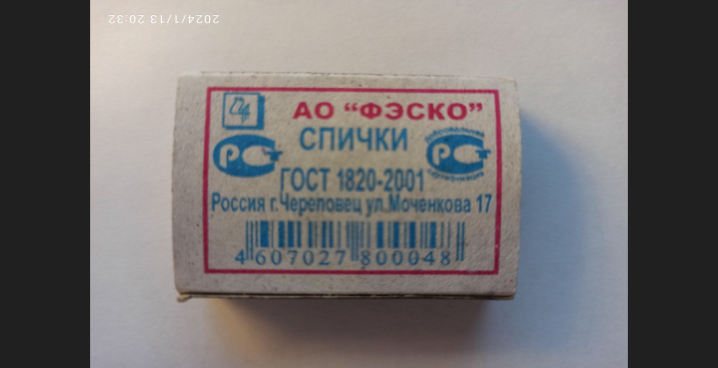 2024/1/13 20:32
АО “ФЭСКО”
СПИЧКИ
ГОСТ 1820-2001
Россия г.Череповец ул.Моченкова 17
4 607027 800048